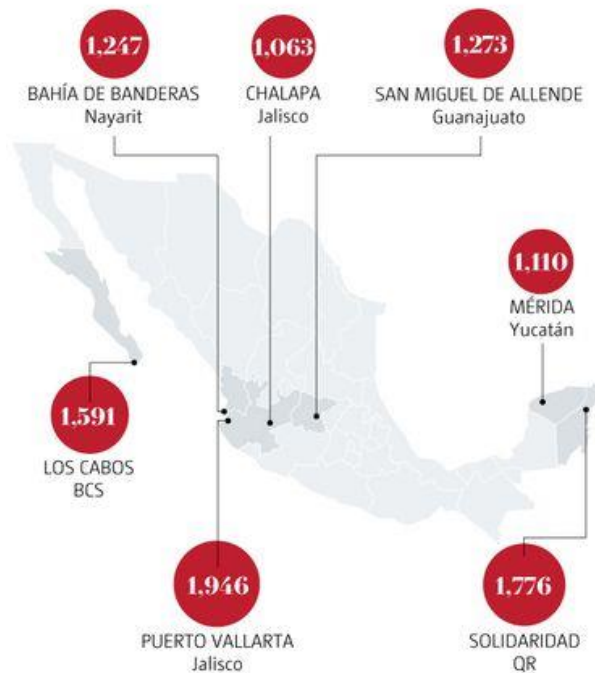 1,247
BAHÍA DE BANDERAS
Nayarit
1,063
CHALAPA
Jalisco
1,273
SAN MIGUEL DE ALLENDE
Guanajuato
1,110
MÉRIDA
Yucatán
1,591
LOS CABOS
BCS
1,946
PUERTO VALLARTA
Jalisco
1,776
SOLIDARIDAD
QR